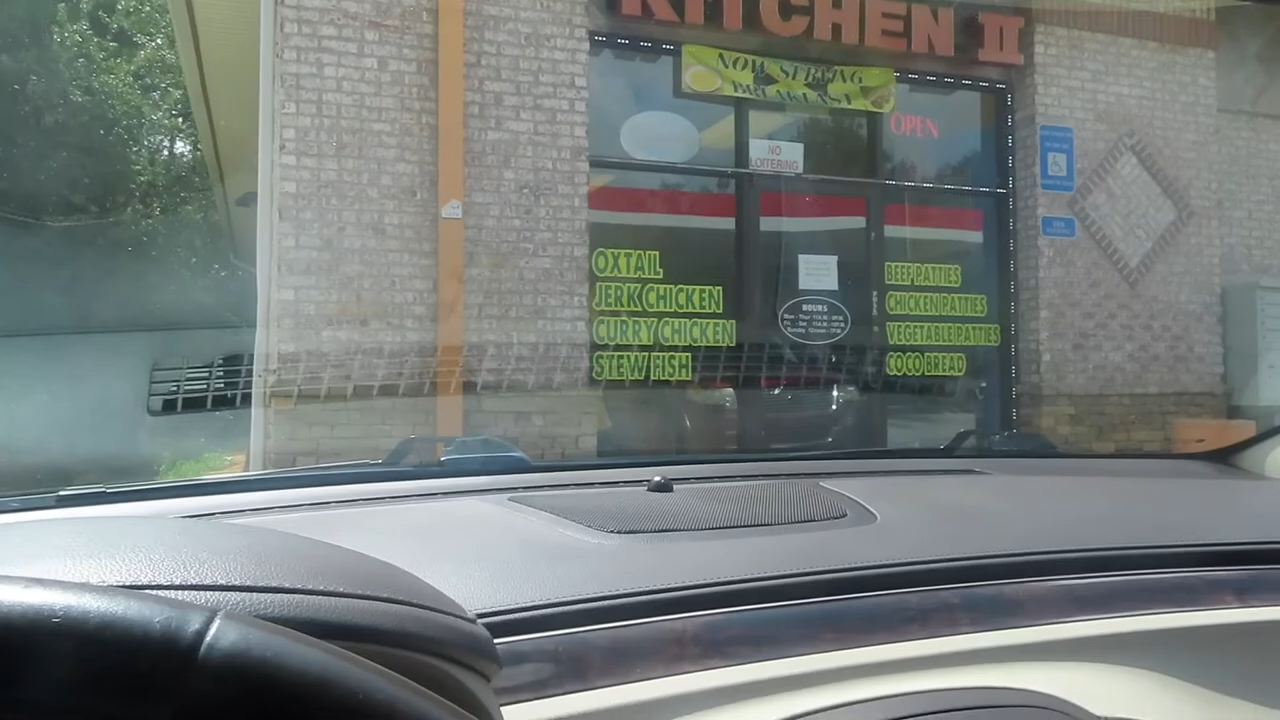 KITCHEN II
NOW SERVING
BREAKFAST
OPEN
NO
LOITERING
OXTAIL
JERK CHICKEN
CURRY CHICKEN
STEW FISH
HOURS
BEEF PATTIES
CHICKEN PATTIES
VEGETABLE PATTIES
COCO BREAD